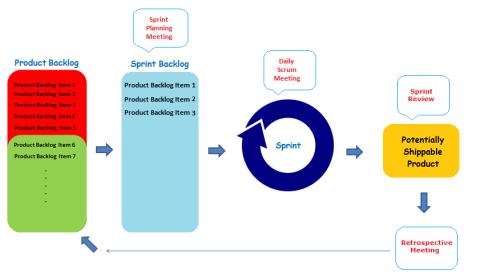 Sprint
Planning
Meeting
Product Backlog
Sprint Backlog
Daily
Scrum
Meeting
Product Backlog Item 1
Product Backlog Item 2
Product Backlog Item 3
Product Backlog Item 4
Product Backlog Item 5
Product Backlog Item 6
Product Backlog Item 7
.
.
.
.
.
Product Backlog Item 1
Product Backlog Item 2
Product Backlog Item 3
Sprint
Sprint
Review
Potentially
Shippable
Product
Retrospective
Meeting